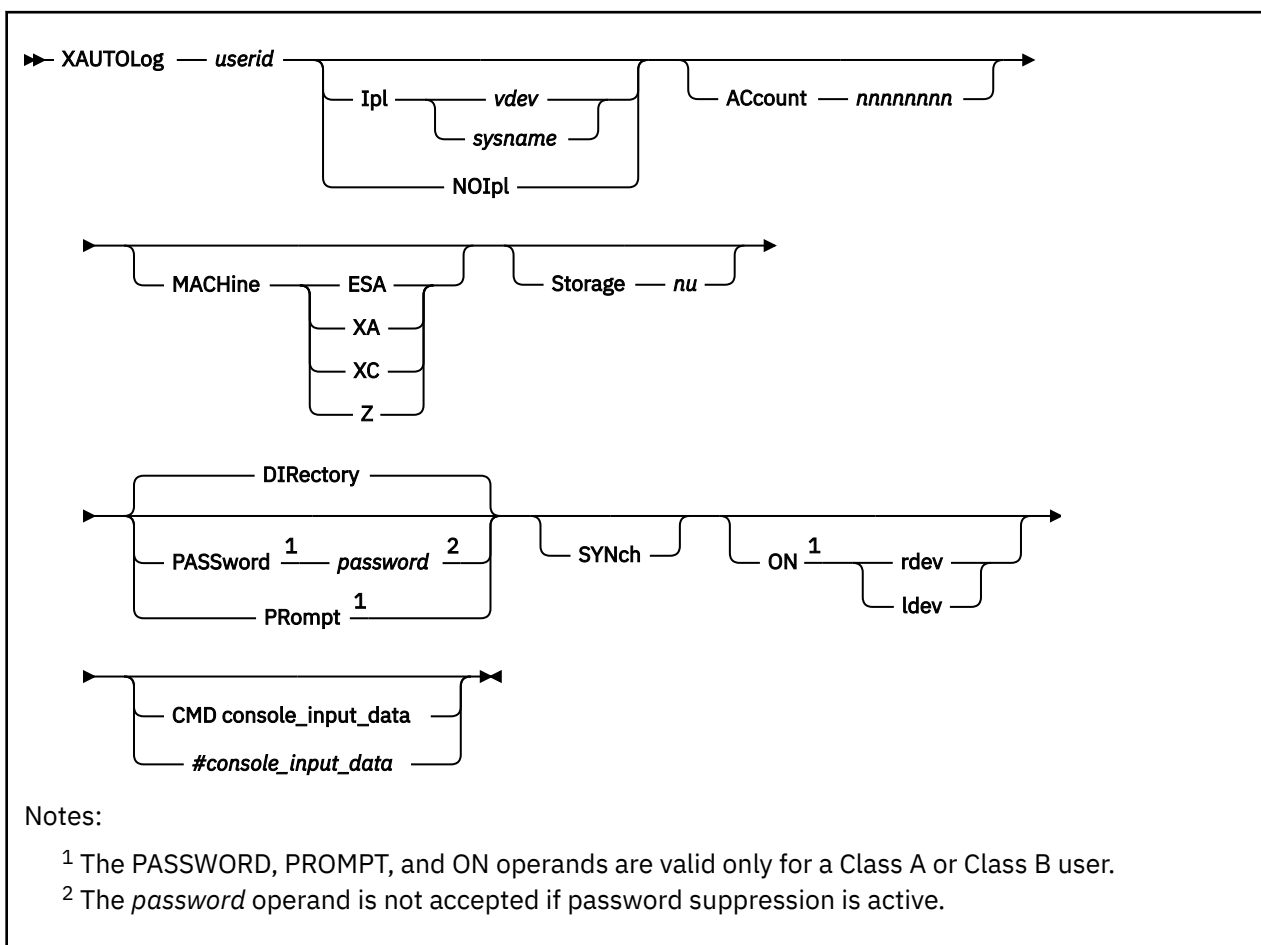 XAUTOLog userid
Ipl vdev
sysname
NOIpl
ACcount nnnnnnnn
MACHine ESA
XA
XC
Z
Storage nu
DIRectory
PASSword 1 password 2
PRompt 1
SYNch
ON 1 rdev
ldev
CMD console_input_data
#console_input_data
Notes:
1 The PASSWORD, PROMPT, and ON operands are valid only for a Class A or Class B user.
2 The password operand is not accepted if password suppression is active.